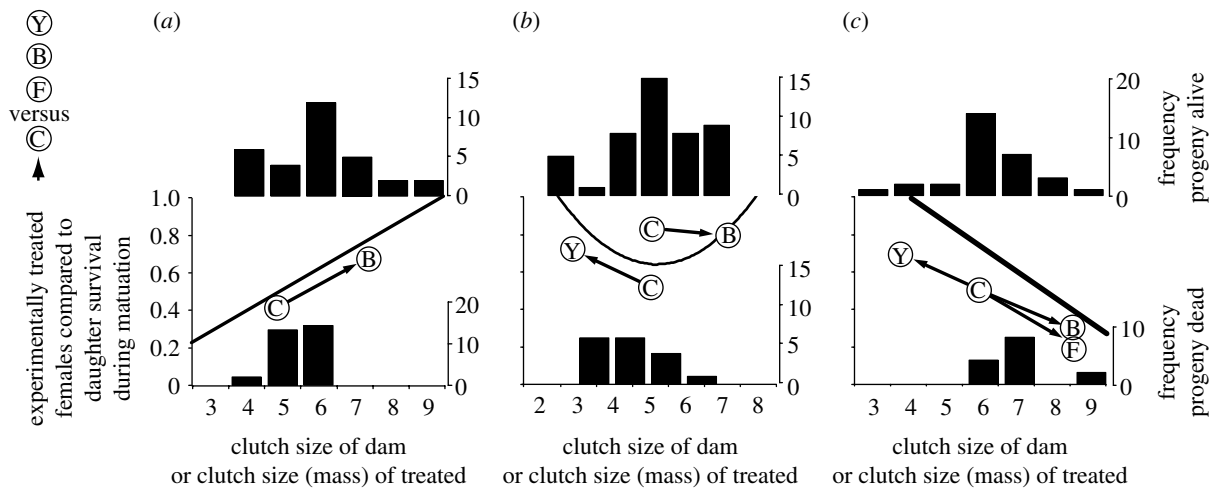 Y
B
F
versus
C
experimentally treated
females compared to
daughter survival
during matuation
(a)
15
10
5
0
1.0
0.8
0.6
0.4
0.2
0
C
B
20
10
0
3 4 5 6 7 8 9
clutch size of dam
or clutch size (mass) of treated
(b)
15
10
5
0
C
B
Y
C
15
10
5
0
2 3 4 5 6 7 8
clutch size of dam
or clutch size (mass) of treated
(c)
20
10
0
frequency
progeny alive
Y
C
B
F
10
0
frequency
progeny dead
3 4 5 6 7 8 9
clutch size of dam
or clutch size (mass) of treated